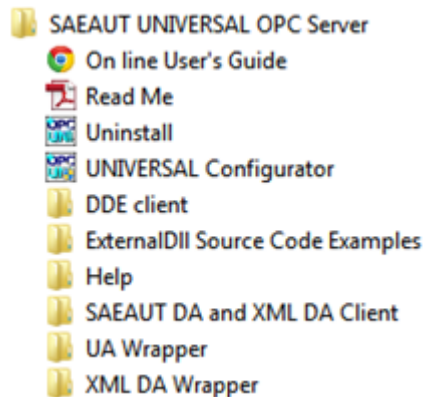 SAEAUT UNIVERSAL OPC Server
On line User's Guide
Read Me
Uninstall
UNIVERSAL Configurator
DDE client
ExternalDll Source Code Examples
Help
SAEAUT DA and XML DA Client
UA Wrapper
XML DA Wrapper